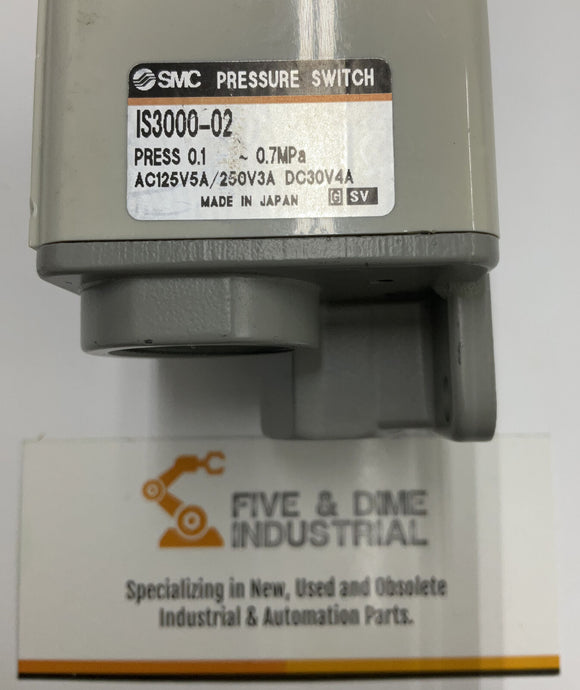 SMC PRESSURE SWITCH
IS3000-02
PRESS 0.1 ~ 0.7MPa
AC125V5A/250V3A DC30V4A
MADE IN JAPAN G SV
FIVE & DIME
INDUSTRIAL
Specializing in New, Used and Obsolete
Industrial & Automation Parts.